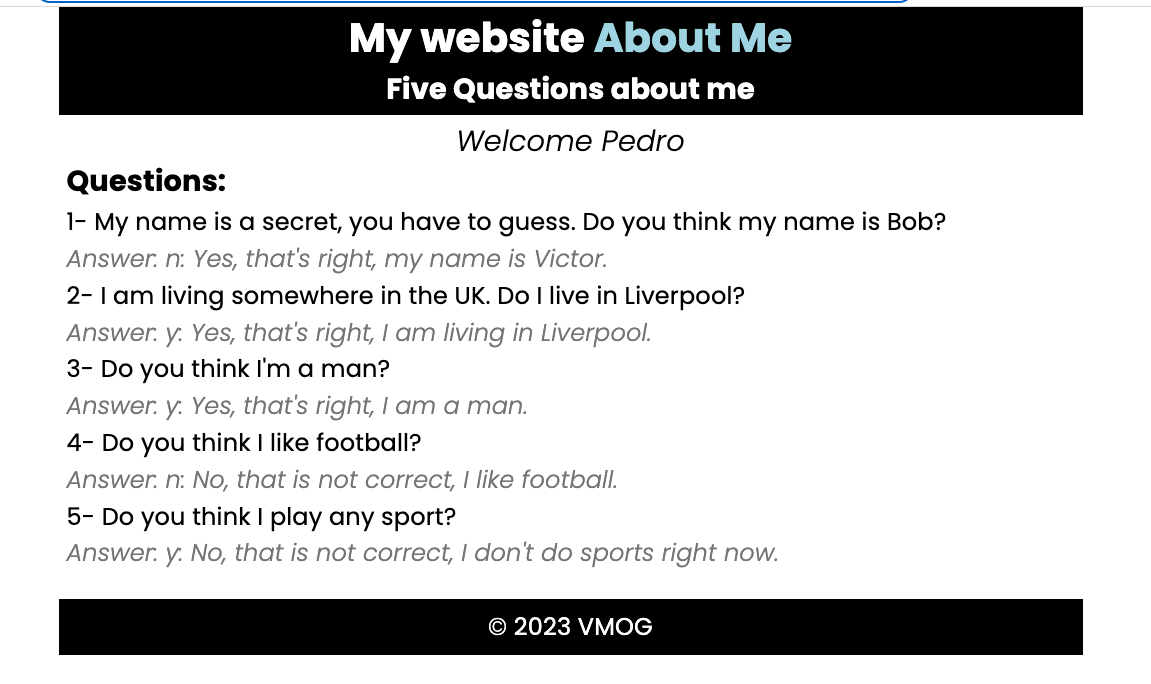 My website About Me
Five Questions about me
Welcome Pedro
Questions:
1- My name is a secret, you have to guess. Do you think my name is Bob?
Answer: n: Yes, that's right, my name is Victor.
2- I am living somewhere in the UK. Do I live in Liverpool?
Answer: y: Yes, that's right, I am living in Liverpool.
3- Do you think I'm a man?
Answer: y: Yes, that's right, I am a man.
4- Do you think I like football?
Answer: n: No, that is not correct, I like football.
5- Do you think I play any sport?
Answer: y: No, that is not correct, I don't do sports right now.
© 2023 VMOG